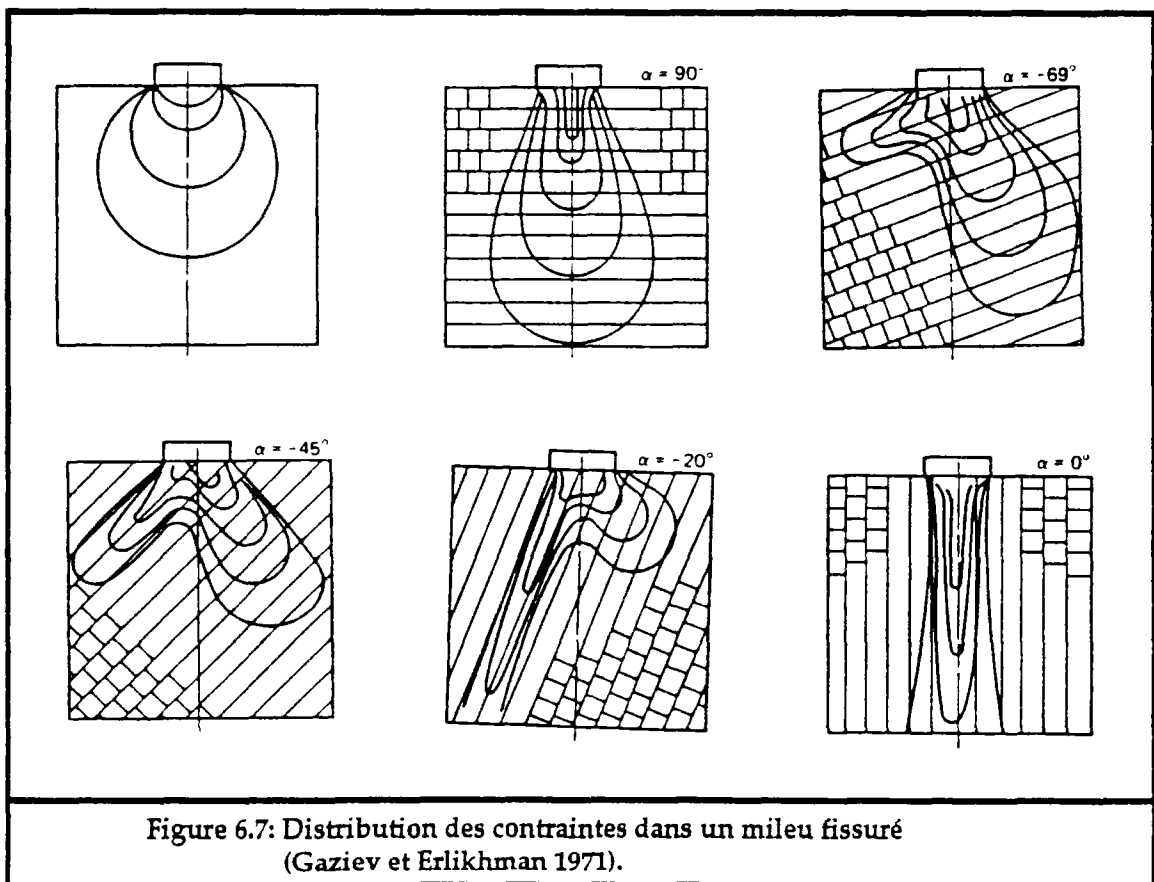 α = 90°
α = -69°
α = -45°
α = -20°
α = 0°
Figure 6.7: Distribution des contraintes dans un mileu fissuré
(Gaziev et Erlikhman 1971).